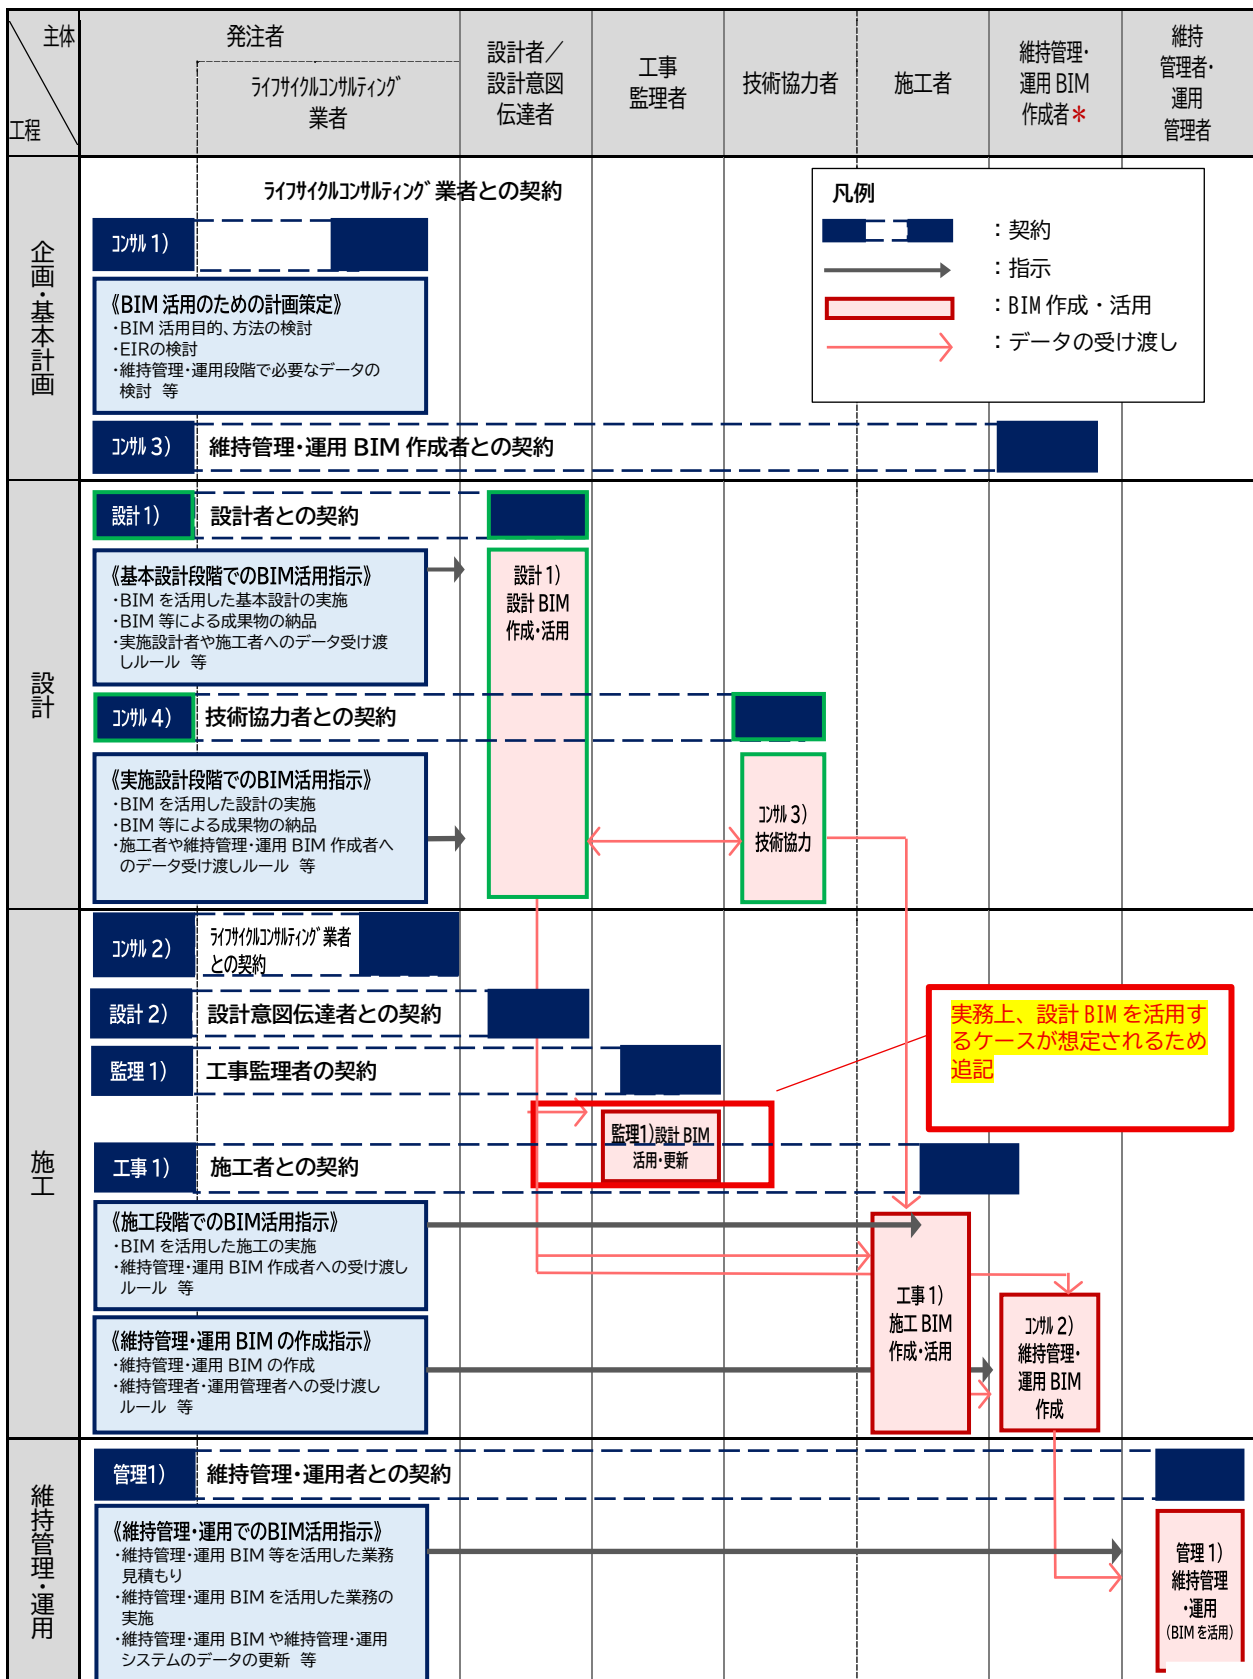 主体
工程
発注者
ライフサイクルコンサルティング
業者
設計者／
設計意図
伝達者
工事
監理者
技術協力者
施工者
維持管理・
運用 BIM
作成者＊
維持
管理者・
運用
管理者
企画・基本計画
ライフサイクルコンサルティング業者との契約
コンサル 1）
《BIM 活用のための計画策定》
・BIM 活用目的、方法の検討
・EIRの検討
・維持管理・運用段階で必要なデータの
検討 等
コンサル 3）
維持管理・運用 BIM 作成者との契約
凡例
：契約
：指示
：BIM 作成・活用
：データの受け渡し
設計
設計 1）
設計者との契約
《基本設計段階でのBIM活用指示》
・BIM を活用した基本設計の実施
・BIM 等による成果物の納品
・実施設計者や施工者へのデータ受け渡
しルール 等
設計 1）
設計 BIM
作成・活用
コンサル 4）
技術協力者との契約
《実施設計段階でのBIM活用指示》
・BIM を活用した設計の実施
・BIM 等による成果物の納品
・施工者や維持管理・運用 BIM 作成者へ
のデータ受け渡しルール 等
コンサル 3）
技術協力
施工
コンサル 2）
ライフサイクルコンサルティング業者
との契約
設計 2）
設計意図伝達者との契約
監理 1）
工事監理者の契約
実務上、設計 BIM を活用す
るケースが想定されるため
追記
監理1）設計 BIM
活用・更新
工事 1）
施工者との契約
《施工段階でのBIM活用指示》
・BIM を活用した施工の実施
・維持管理・運用 BIM 作成者への受け渡し
ルール 等
工事 1）
施工 BIM
作成・活用
《維持管理・運用 BIM の作成指示》
・維持管理・運用 BIM の作成
・維持管理者・運用管理者への受け渡し
ルール 等
コンサル 2）
維持管理・
運用 BIM
作成
維持管理・運用
管理1）
維持管理・運用者との契約
《維持管理・運用でのBIM活用指示》
・維持管理・運用 BIM 等を活用した業務
見積もり
・維持管理・運用 BIM を活用した業務の
実施
・維持管理・運用 BIM や維持管理・運用
システムのデータの更新 等
管理 1）
維持管理
・運用
（BIM を活用）